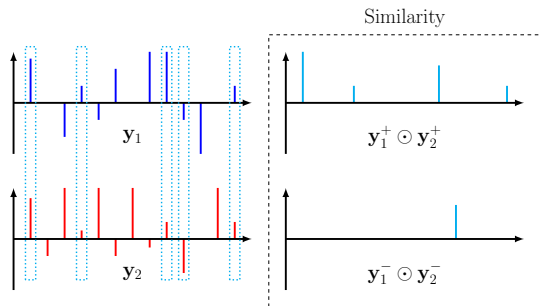 Similarity
y₁
y₁⁺ ⊙ y₂⁺
y₂
y₁⁻ ⊙ y₂⁻